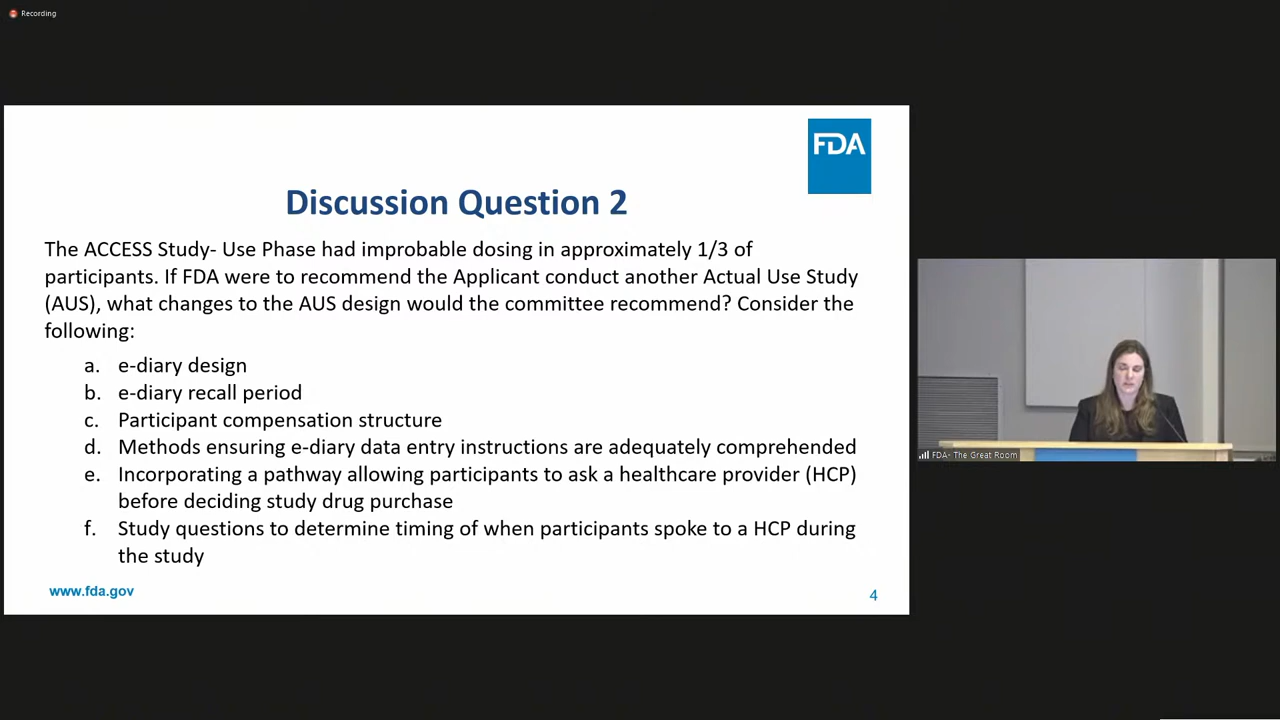 Recording
FDA
Discussion Question 2
The ACCESS Study- Use Phase had improbable dosing in approximately 1/3 of
participants. If FDA were to recommend the Applicant conduct another Actual Use Study
(AUS), what changes to the AUS design would the committee recommend? Consider the
following:
a. e-diary design
b. e-diary recall period
c. Participant compensation structure
d. Methods ensuring e-diary data entry instructions are adequately comprehended
e. Incorporating a pathway allowing participants to ask a healthcare provider (HCP)
before deciding study drug purchase
f. Study questions to determine timing of when participants spoke to a HCP during
the study
www.fda.gov
4
FDA- The Great Room